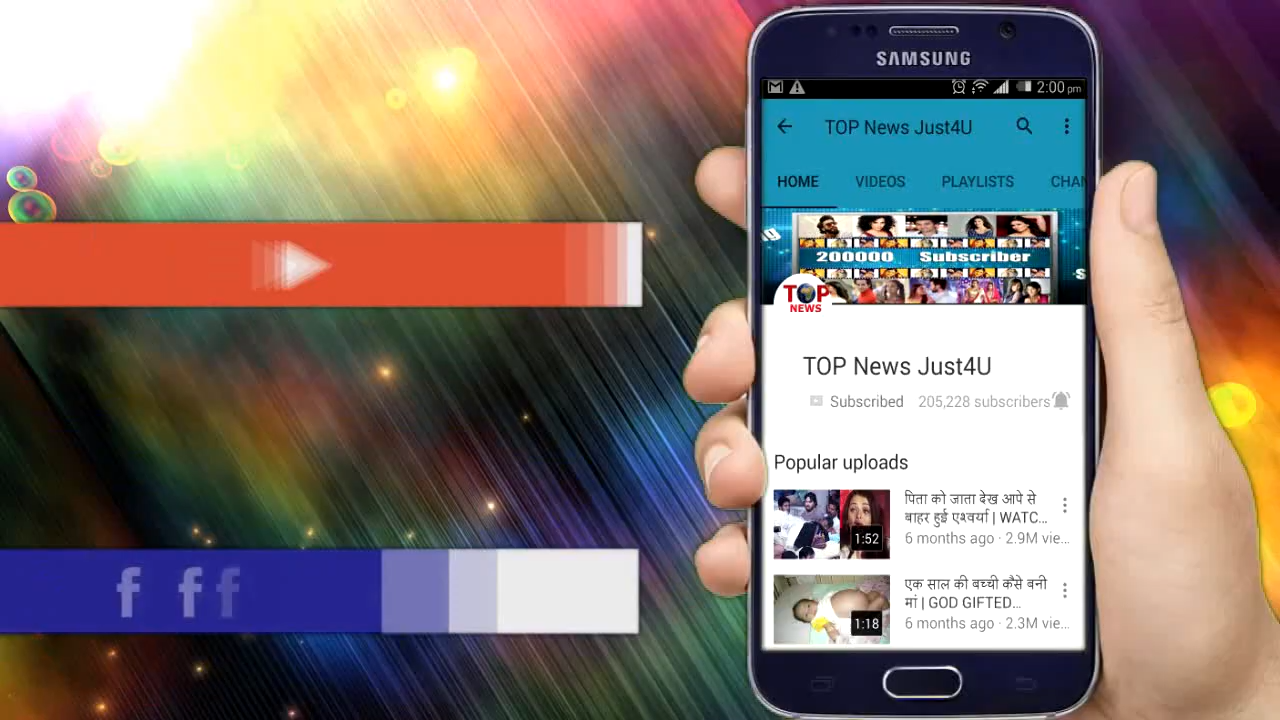 SAMSUNG
2:00 pm
TOP News Just4U
HOME VIDEOS PLAYLISTS CHAN
200000 Subscriber
TOP
NEWS
TOP News Just4U
Subscribed 205,228 subscribers
Popular uploads
पिता को जाता देख आपे से
बाहर हुई एश्वर्या | WATC...
6 months ago · 2.9M vie...
1:52
एक साल की बच्ची कैसे बनी
मां | GOD GIFTED...
6 months ago · 2.3M vie...
1:18
f f f